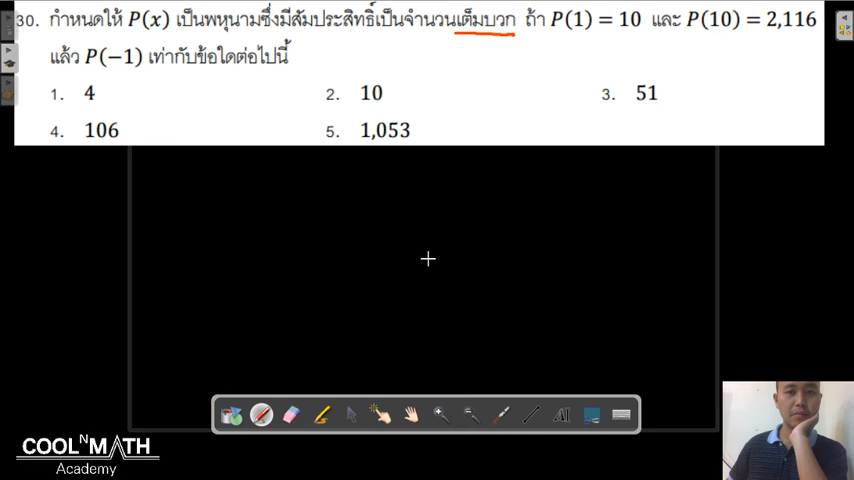 30. กำหนดให้ P(x) เป็นพหุนามซึ่งมีสัมประสิทธิ์เป็นจำนวนเต็มบวก ถ้า P(1) = 10 และ P(10) = 2,116
แล้ว P(−1) เท่ากับข้อใดต่อไปนี้
1. 4 2. 10 3. 51
4. 106 5. 1,053
COOL N MATH
Academy